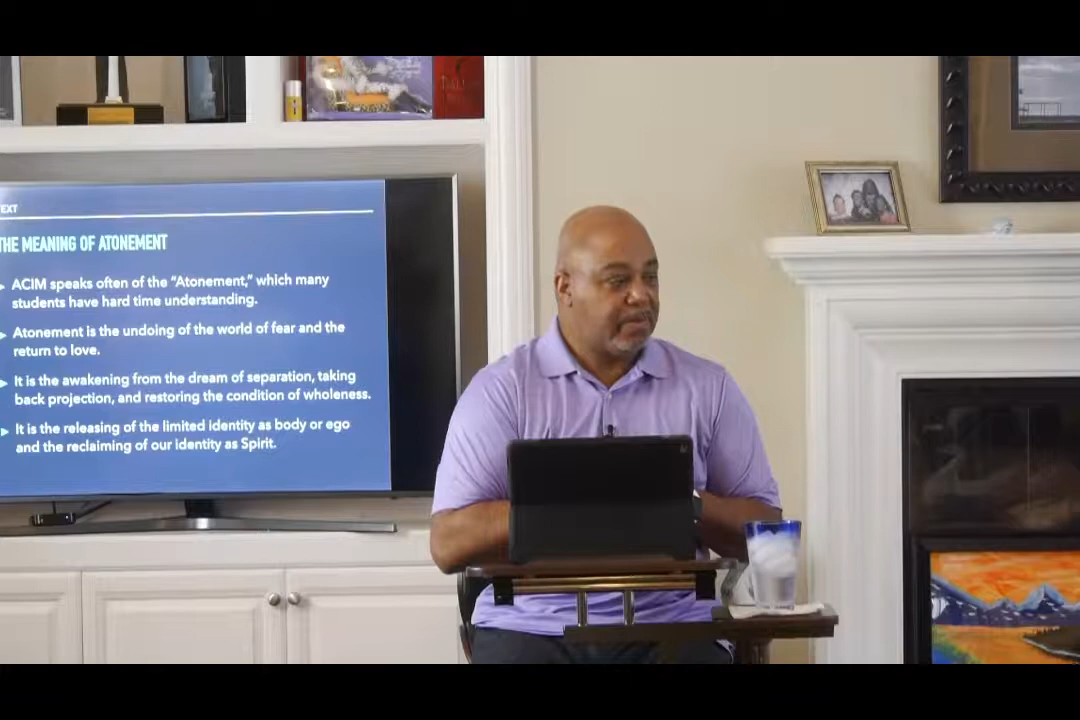 EXT
THE MEANING OF ATONEMENT
ACIM speaks often of the “Atonement,” which many
students have hard time understanding.
Atonement is the undoing of the world of fear and the
return to love.
It is the awakening from the dream of separation, taking
back projection, and restoring the condition of wholeness.
It is the releasing of the limited identity as body or ego
and the reclaiming of our identity as Spirit.